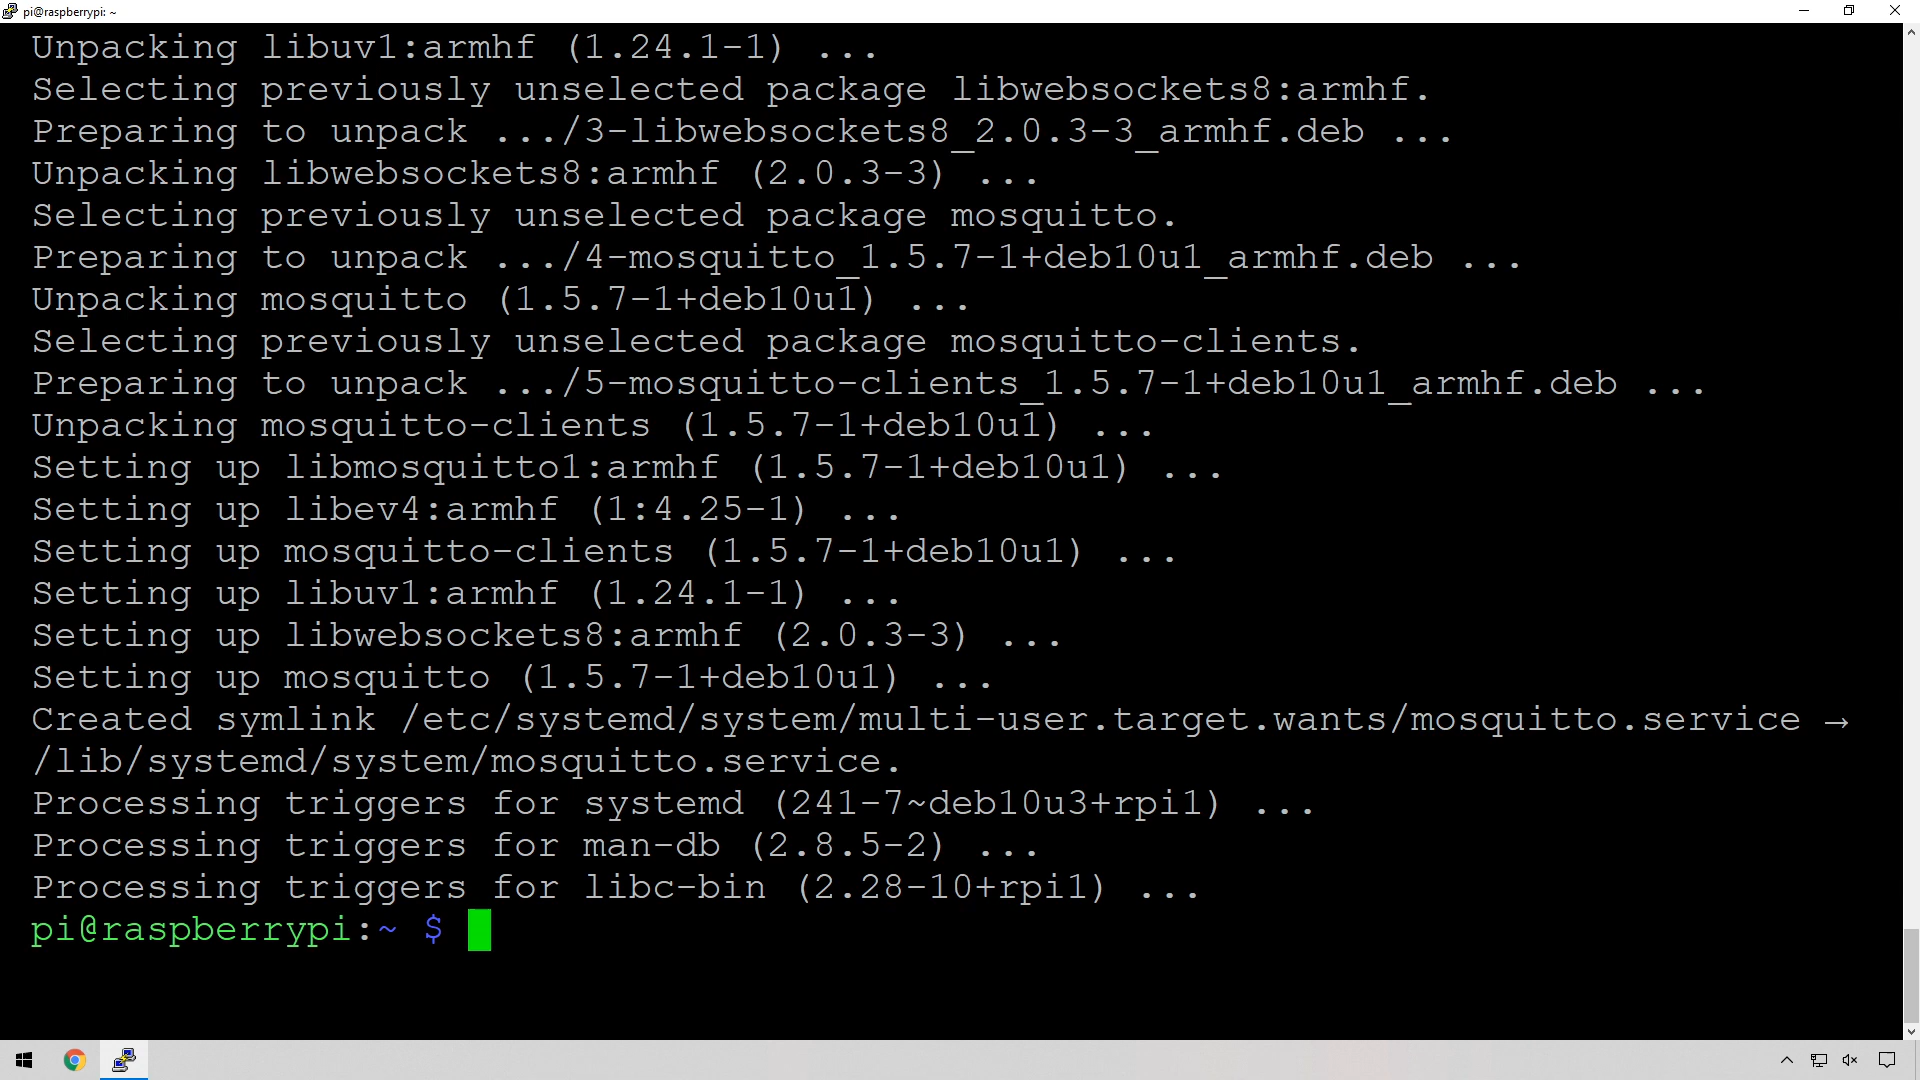 pi@raspberrypi: ~
Unpacking libuv1:armhf (1.24.1-1) ...
Selecting previously unselected package libwebsockets8:armhf.
Preparing to unpack .../3-libwebsockets8_2.0.3-3_armhf.deb ...
Unpacking libwebsockets8:armhf (2.0.3-3) ...
Selecting previously unselected package mosquitto.
Preparing to unpack .../4-mosquitto_1.5.7-1+deb10u1_armhf.deb ...
Unpacking mosquitto (1.5.7-1+deb10u1) ...
Selecting previously unselected package mosquitto-clients.
Preparing to unpack .../5-mosquitto-clients_1.5.7-1+deb10u1_armhf.deb ...
Unpacking mosquitto-clients (1.5.7-1+deb10u1) ...
Setting up libmosquitto1:armhf (1.5.7-1+deb10u1) ...
Setting up libev4:armhf (1:4.25-1) ...
Setting up mosquitto-clients (1.5.7-1+deb10u1) ...
Setting up libuv1:armhf (1.24.1-1) ...
Setting up libwebsockets8:armhf (2.0.3-3) ...
Setting up mosquitto (1.5.7-1+deb10u1) ...
Created symlink /etc/systemd/system/multi-user.target.wants/mosquitto.service →
/lib/systemd/system/mosquitto.service.
Processing triggers for systemd (241-7~deb10u3+rpi1) ...
Processing triggers for man-db (2.8.5-2) ...
Processing triggers for libc-bin (2.28-10+rpi1) ...
pi@raspberrypi:~ $